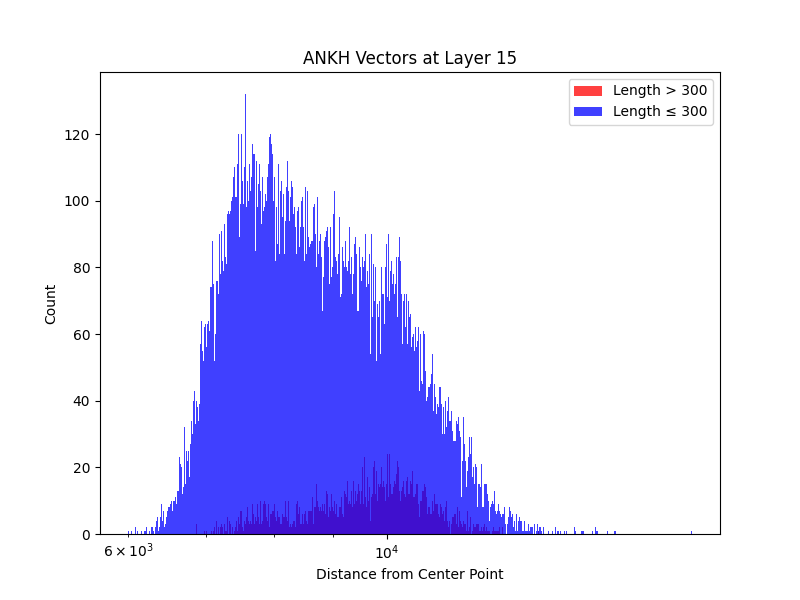 ANKH Vectors at Layer 15
Length > 300
Length ≤ 300
120
100
80
60
40
20
0
Count
6 × 10³
10⁴
Distance from Center Point